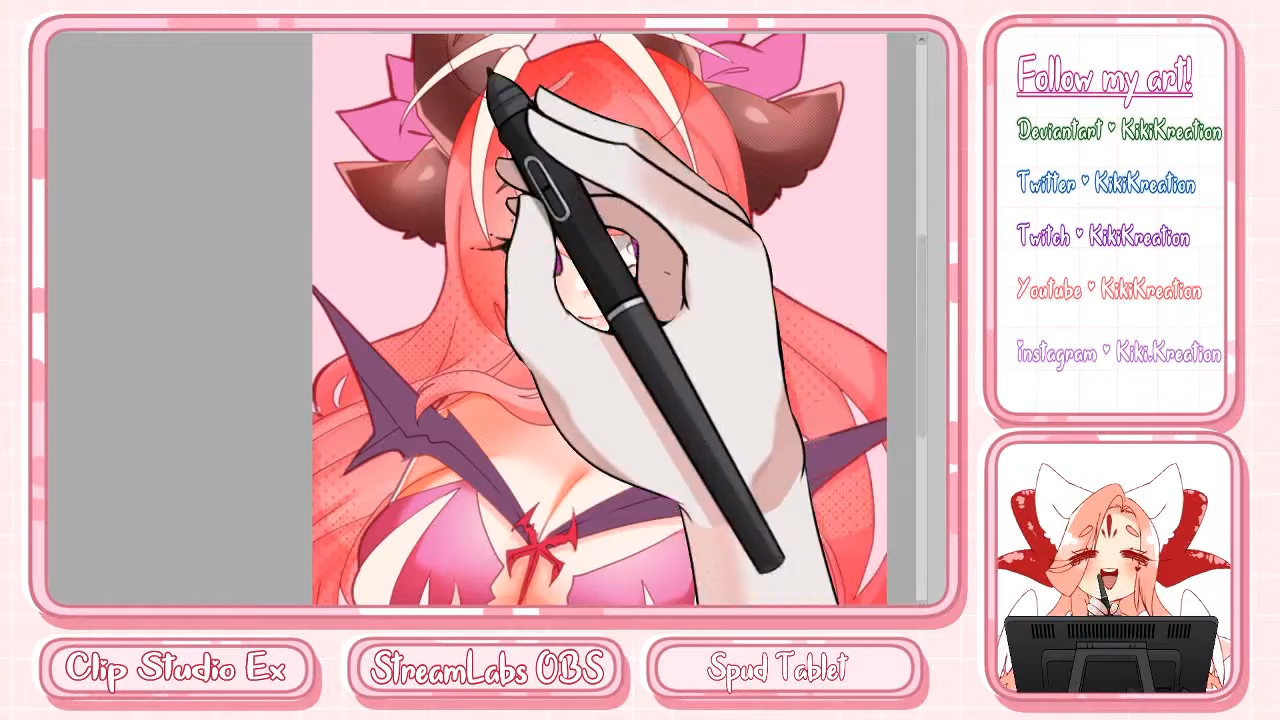 Follow my art!
Deviantart ♥ KikiKreation
Twitter ♥ KikiKreation
Twitch ♥ KikiKreation
Youtube ♥ KikiKreation
instagram ♥ Kiki.Kreation
Clip Studio Ex
StreamLabs OBS
Spud Tablet